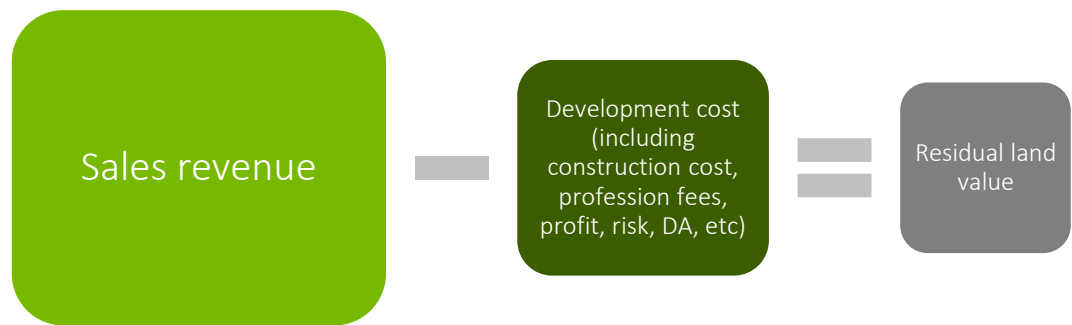 Sales revenue
Development cost
(including
construction cost,
profession fees,
profit, risk, DA, etc)
Residual land
value